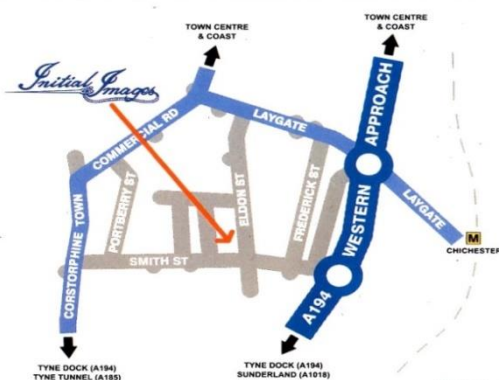 TOWN CENTRE
& COAST
TOWN CENTRE
& COAST
Initial
Images
COMMERCIAL RD
LAYGATE
WESTERN APPROACH
LAYGATE
M
CHICHESTER
CORSTORPHINE TOWN
PORTBERRY ST
ELDON ST
FREDERICK ST
SMITH ST
A194
TYNE DOCK (A194)
TYNE TUNNEL (A185)
TYNE DOCK (A194)
SUNDERLAND (A1018)